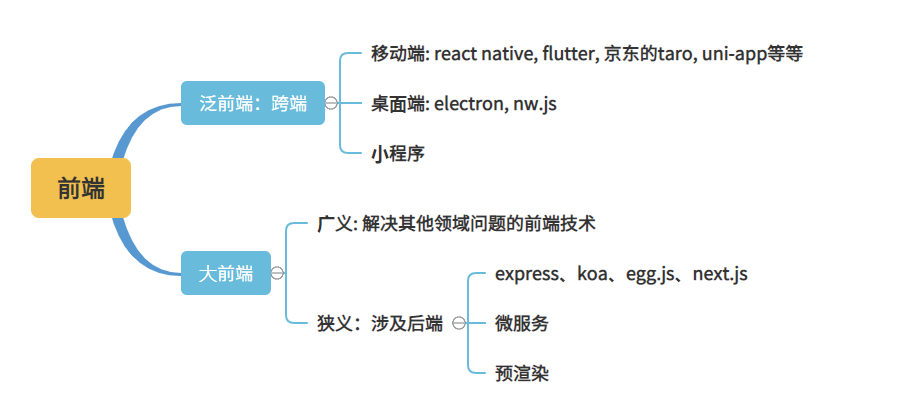 前端
泛前端：跨端
移动端: react native, flutter, 京东的taro, uni-app等等
桌面端: electron, nw.js
小程序
大前端
广义: 解决其他领域问题的前端技术
狭义：涉及后端
express、koa、egg.js、next.js
微服务
预渲染